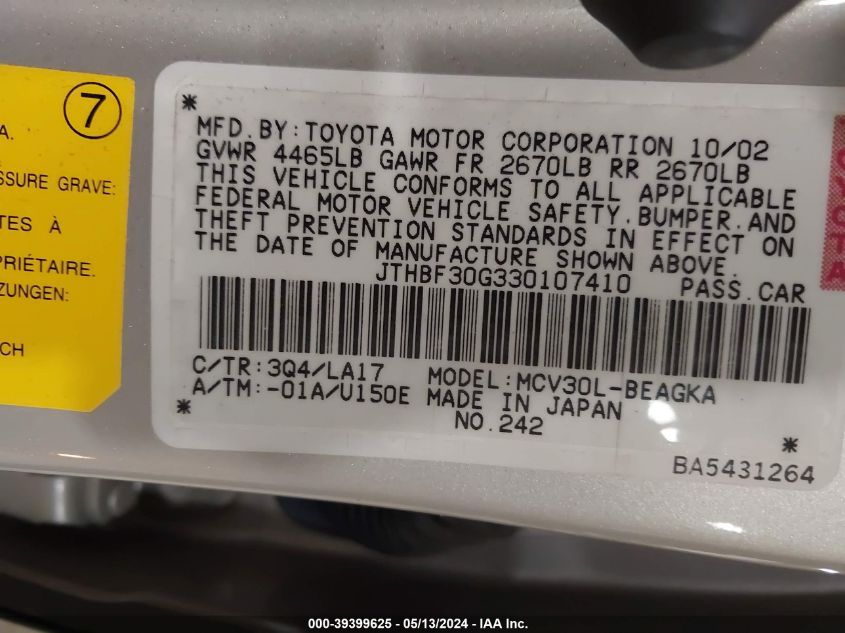 7
A.
SSURE GRAVE:
TES À
PRIÉTAIRE.
ZUNGEN:
CH
*
MFD.BY:TOYOTA MOTOR CORPORATION 10/02
GVWR 4465LB GAWR FR 2670LB RR 2670LB
THIS VEHICLE CONFORMS TO ALL APPLICABLE
FEDERAL MOTOR VEHICLE SAFETY,BUMPER,AND
THEFT PREVENTION STANDARDS IN EFFECT ON
THE DATE OF MANUFACTURE SHOWN ABOVE.
JTHBF30G330107410 PASS.CAR
C/TR:3Q4/LA17 MODEL:MCV30L-BEAGKA
A/TM:-01A/U150E MADE IN JAPAN
* NO.242 *
BA5431264
TOYOTA
000-39399625 - 05/13/2024 - IAA Inc.